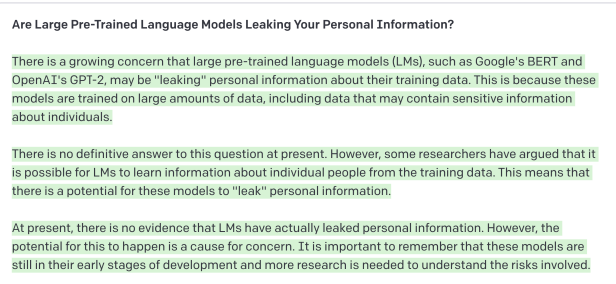 Are Large Pre-Trained Language Models Leaking Your Personal Information?
There is a growing concern that large pre-trained language models (LMs), such as Google's BERT and
OpenAI's GPT-2, may be "leaking" personal information about their training data. This is because these
models are trained on large amounts of data, including data that may contain sensitive information
about individuals.
There is no definitive answer to this question at present. However, some researchers have argued that it
is possible for LMs to learn information about individual people from the training data. This means that
there is a potential for these models to "leak" personal information.
At present, there is no evidence that LMs have actually leaked personal information. However, the
potential for this to happen is a cause for concern. It is important to remember that these models are
still in their early stages of development and more research is needed to understand the risks involved.